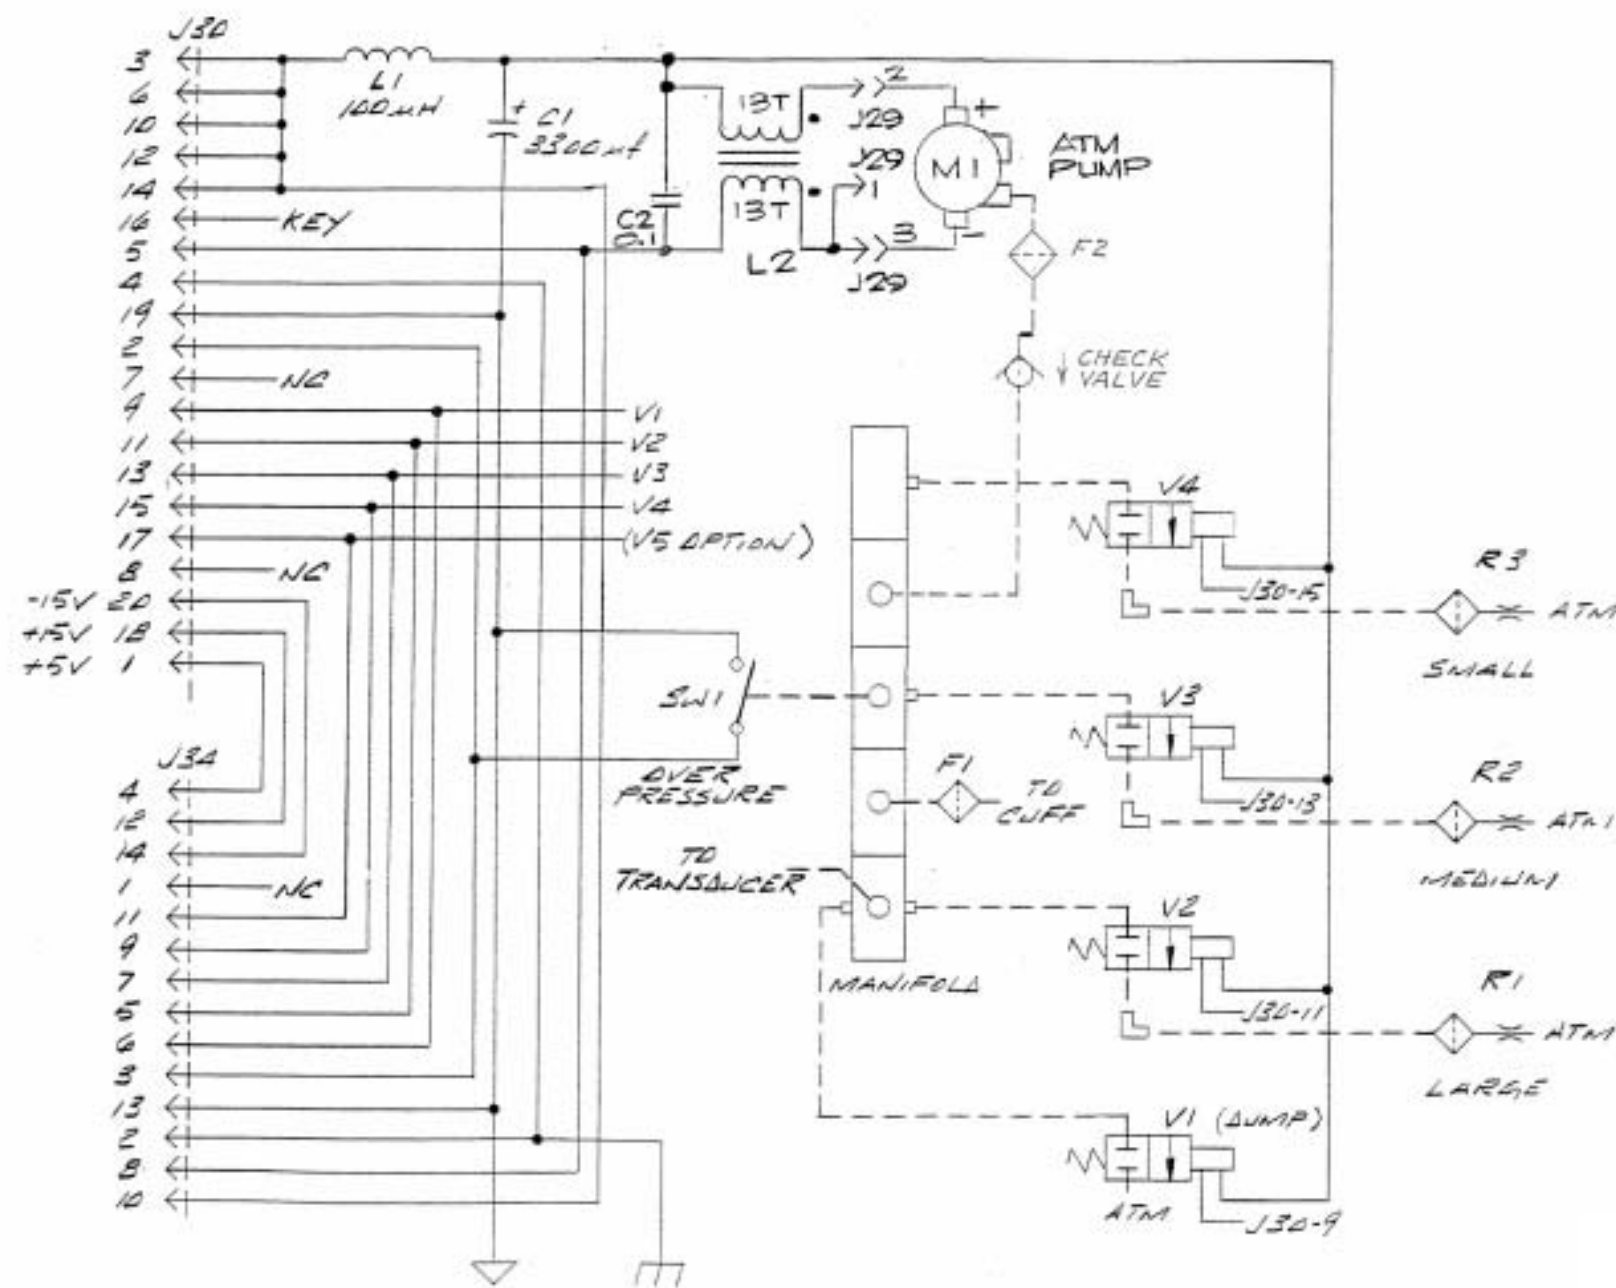 J30
3
6
10
12
14
16
KEY
5
4
19
2
7
NC
9
V1
11
V2
13
V3
15
V4
17
(V5 OPTION)
8
NC
-15V 20
+15V 18
+5V 1
L1
100µH
+ C1
3300µf
C2
0.1
13T
13T
L2
2
J29
J29
1
3
J29
+
M1
-
ATM
PUMP
F2
CHECK
VALVE
SW1
OVER
PRESSURE
F1
TO
CUFF
TO
TRANSDUCER
MANIFOLD
V4
J30-15
R3
ATM
SMALL
V3
J30-13
R2
ATM
MEDIUM
V2
J30-11
R1
ATM
LARGE
V1 (DUMP)
ATM
J30-9
J34
4
12
14
1
NC
11
9
7
5
6
3
13
2
8
10